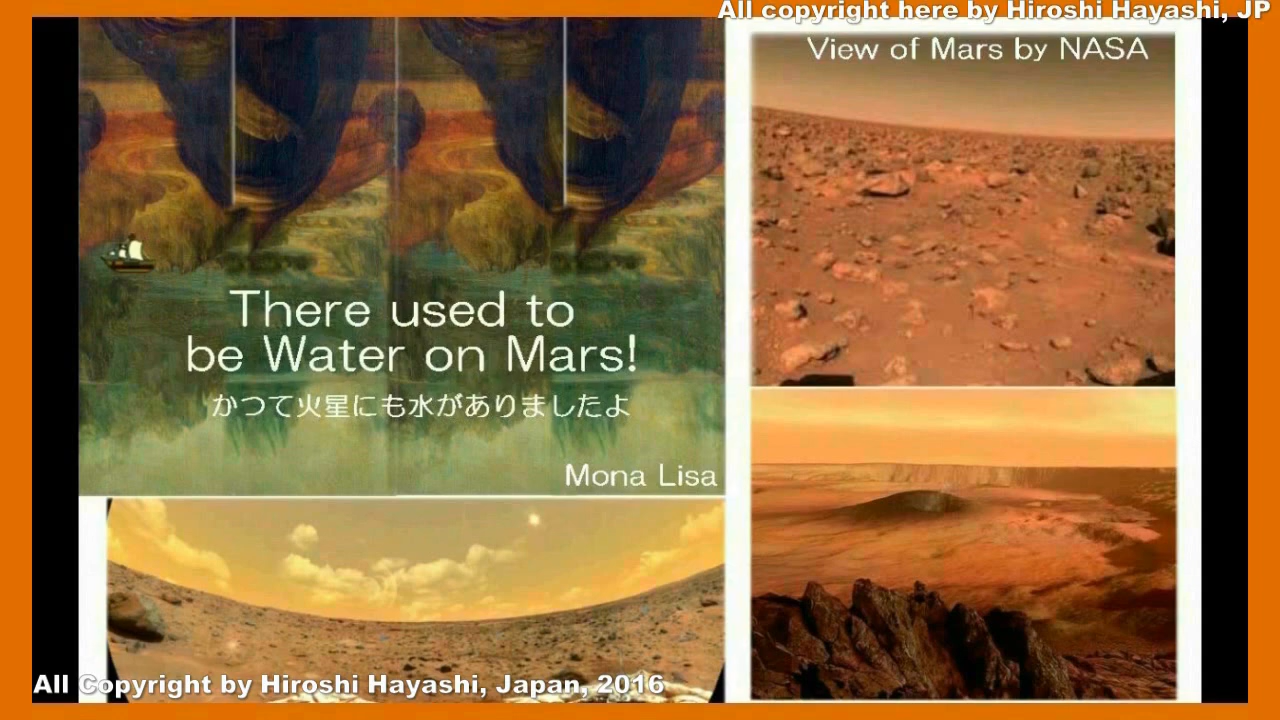 All copyright here by Hiroshi Hayashi, JP
View of Mars by NASA
There used to
be Water on Mars!
かつて火星にも水がありましたよ
Mona Lisa
All Copyright by Hiroshi Hayashi, Japan, 2016